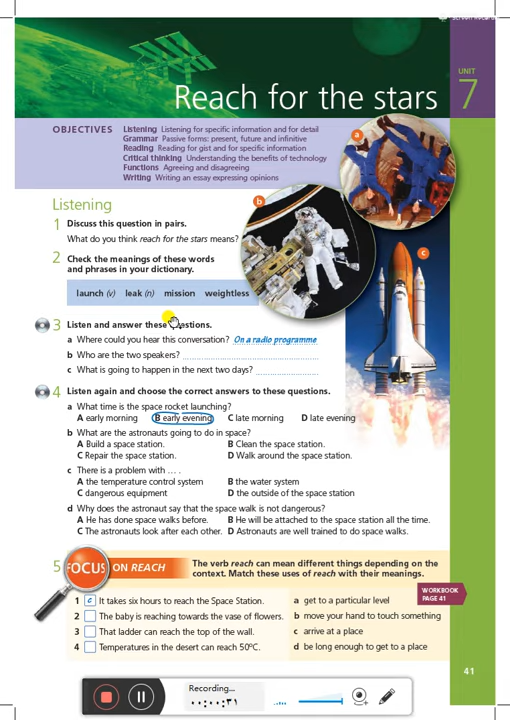 UNIT
7
Reach for the stars
OBJECTIVES
Listening Listening for specific information and for detail
Grammar Passive forms: present, future and infinitive
Reading Reading for gist and for specific information
Critical thinking Understanding the benefits of technology
Functions Agreeing and disagreeing
Writing Writing an essay expressing opinions
a
b
c
Listening
1 Discuss this question in pairs.
What do you think reach for the stars means?
2 Check the meanings of these words
and phrases in your dictionary.
launch (v) leak (n) mission weightless
3 Listen and answer these questions.
a Where could you hear this conversation? On a radio programme
b Who are the two speakers?
c What is going to happen in the next two days?
4 Listen again and choose the correct answers to these questions.
a What time is the space rocket launching?
A early morning B early evening C late morning D late evening
b What are the astronauts going to do in space?
A Build a space station. B Clean the space station.
C Repair the space station. D Walk around the space station.
c There is a problem with ... .
A the temperature control system B the water system
C dangerous equipment D the outside of the space station
d Why does the astronaut say that the space walk is not dangerous?
A He has done space walks before. B He will be attached to the space station all the time.
C The astronauts look after each other. D Astronauts are well trained to do space walks.
5 FOCUS ON REACH
The verb reach can mean different things depending on the
context. Match these uses of reach with their meanings.
WORKBOOK
PAGE 41
1 c It takes six hours to reach the Space Station.
2 The baby is reaching towards the vase of flowers.
3 That ladder can reach the top of the wall.
4 Temperatures in the desert can reach 50ºC.
a get to a particular level
b move your hand to touch something
c arrive at a place
d be long enough to get to a place
41
Recording...
٠٠:٠٠:٣١